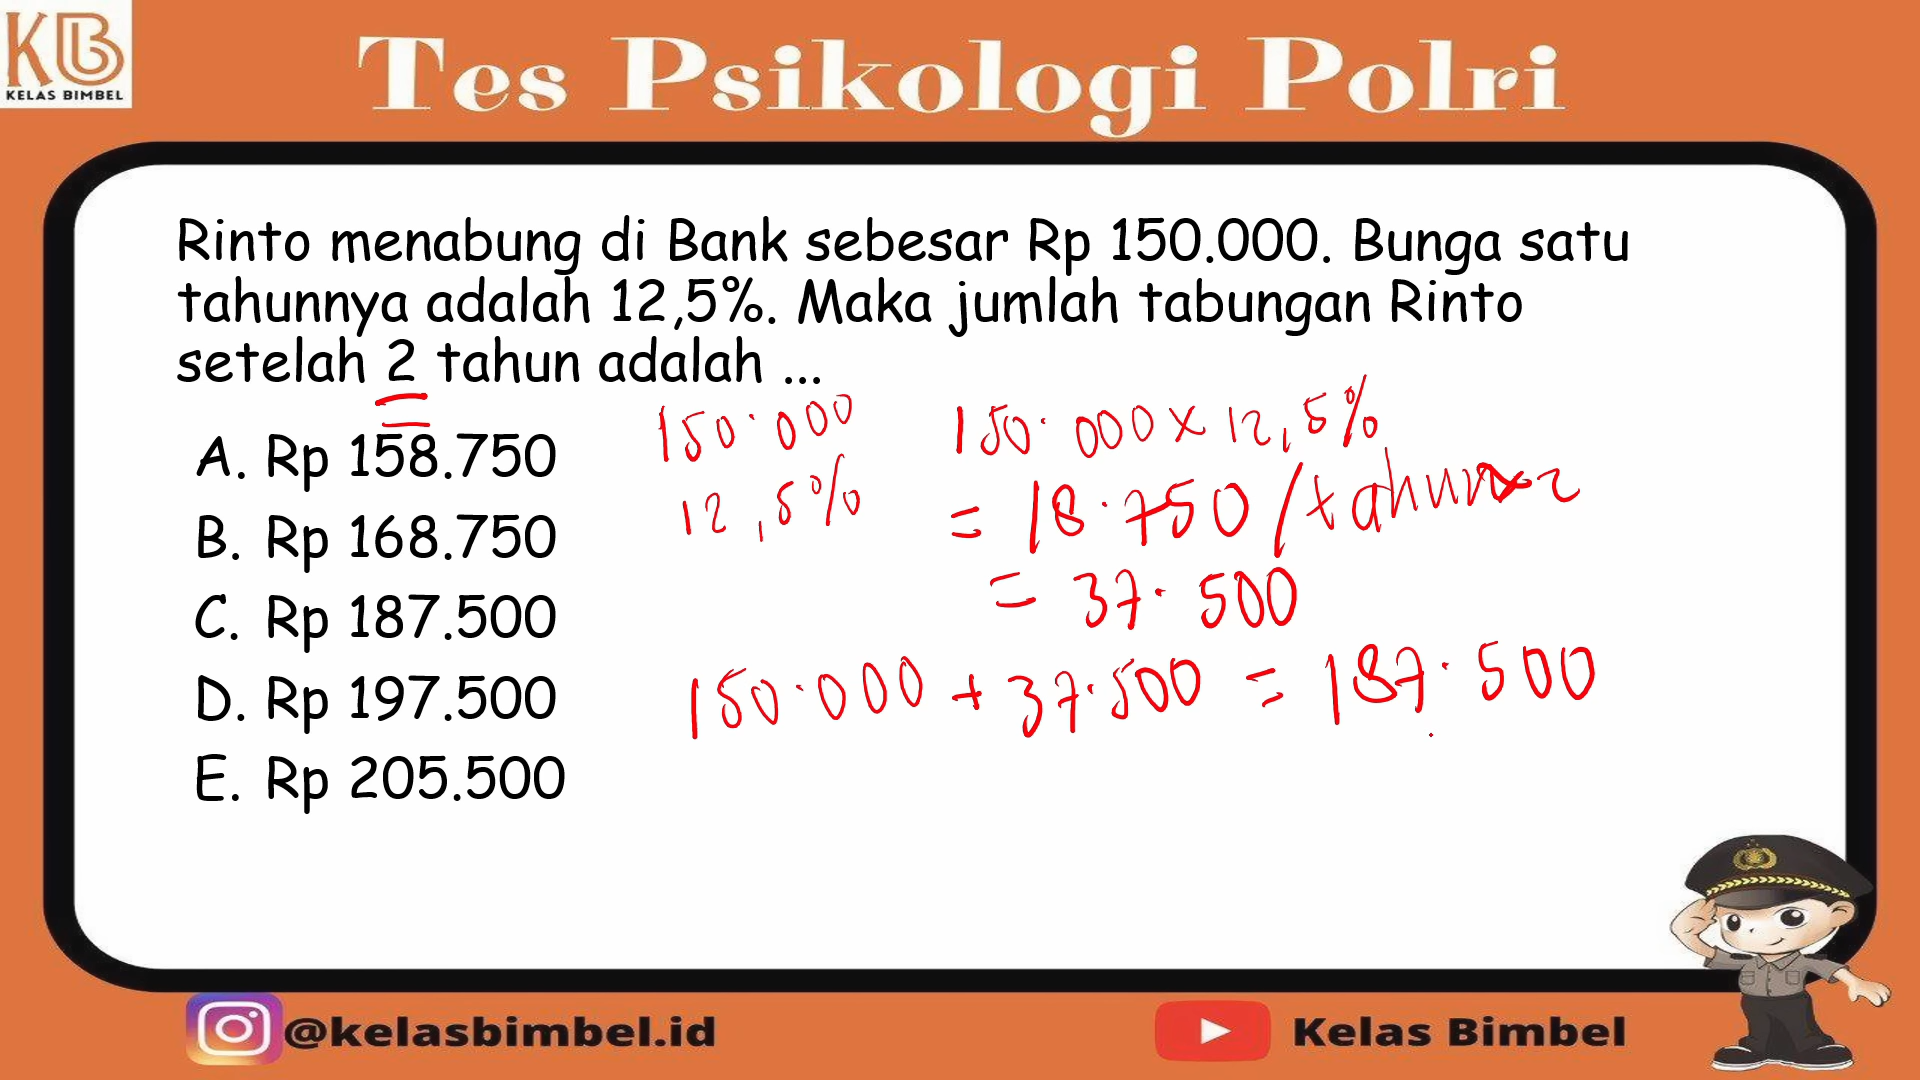 KB
KELAS BIMBEL
Tes Psikologi Polri
Rinto menabung di Bank sebesar Rp 150.000. Bunga satu
tahunnya adalah 12,5%. Maka jumlah tabungan Rinto
setelah 2 tahun adalah ...
A. Rp 158.750
B. Rp 168.750
C. Rp 187.500
D. Rp 197.500
E. Rp 205.500
150.000
12,5%
150.000 x 12,5%
= 18.750/tahun x 2
= 37.500
150.000 + 37.500 = 187.500
@kelasbimbel.id
Kelas Bimbel